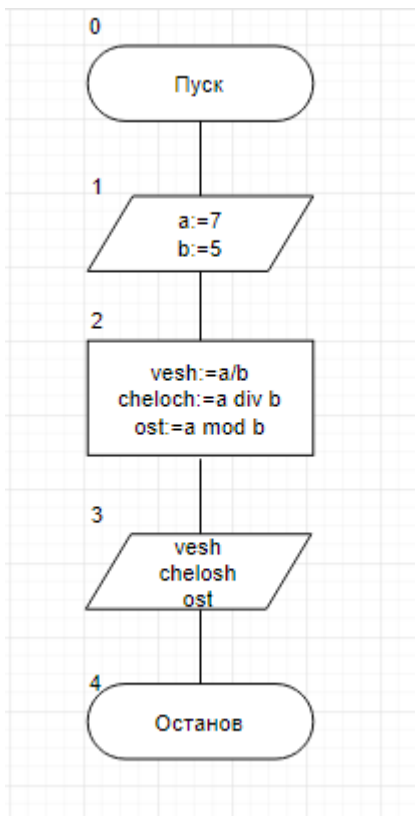 0
Пуск
1
a:=7
b:=5
2
vesh:=a/b
cheloch:=a div b
ost:=a mod b
3
vesh
chelosh
ost
4
Останов